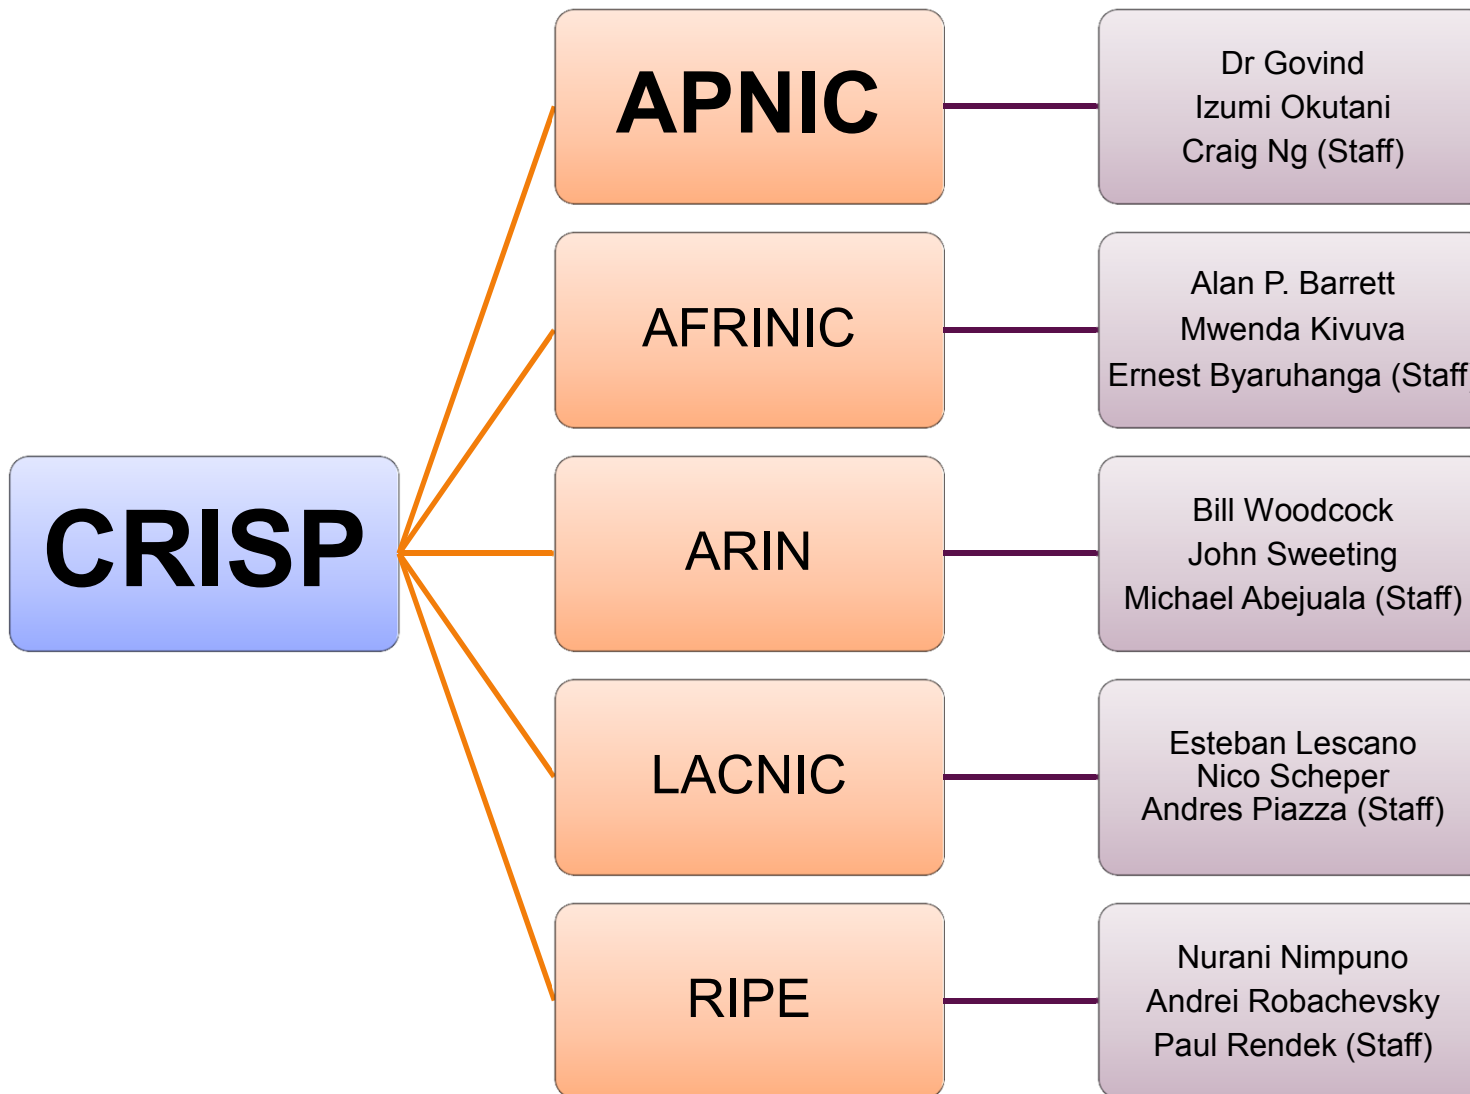 CRISP
APNIC
Dr Govind
Izumi Okutani
Craig Ng (Staff)
AFRINIC
Alan P. Barrett
Mwenda Kivuva
Ernest Byaruhanga (Staff
ARIN
Bill Woodcock
John Sweeting
Michael Abejuala (Staff)
LACNIC
Esteban Lescano
Nico Scheper
Andres Piazza (Staff)
RIPE
Nurani Nimpuno
Andrei Robachevsky
Paul Rendek (Staff)